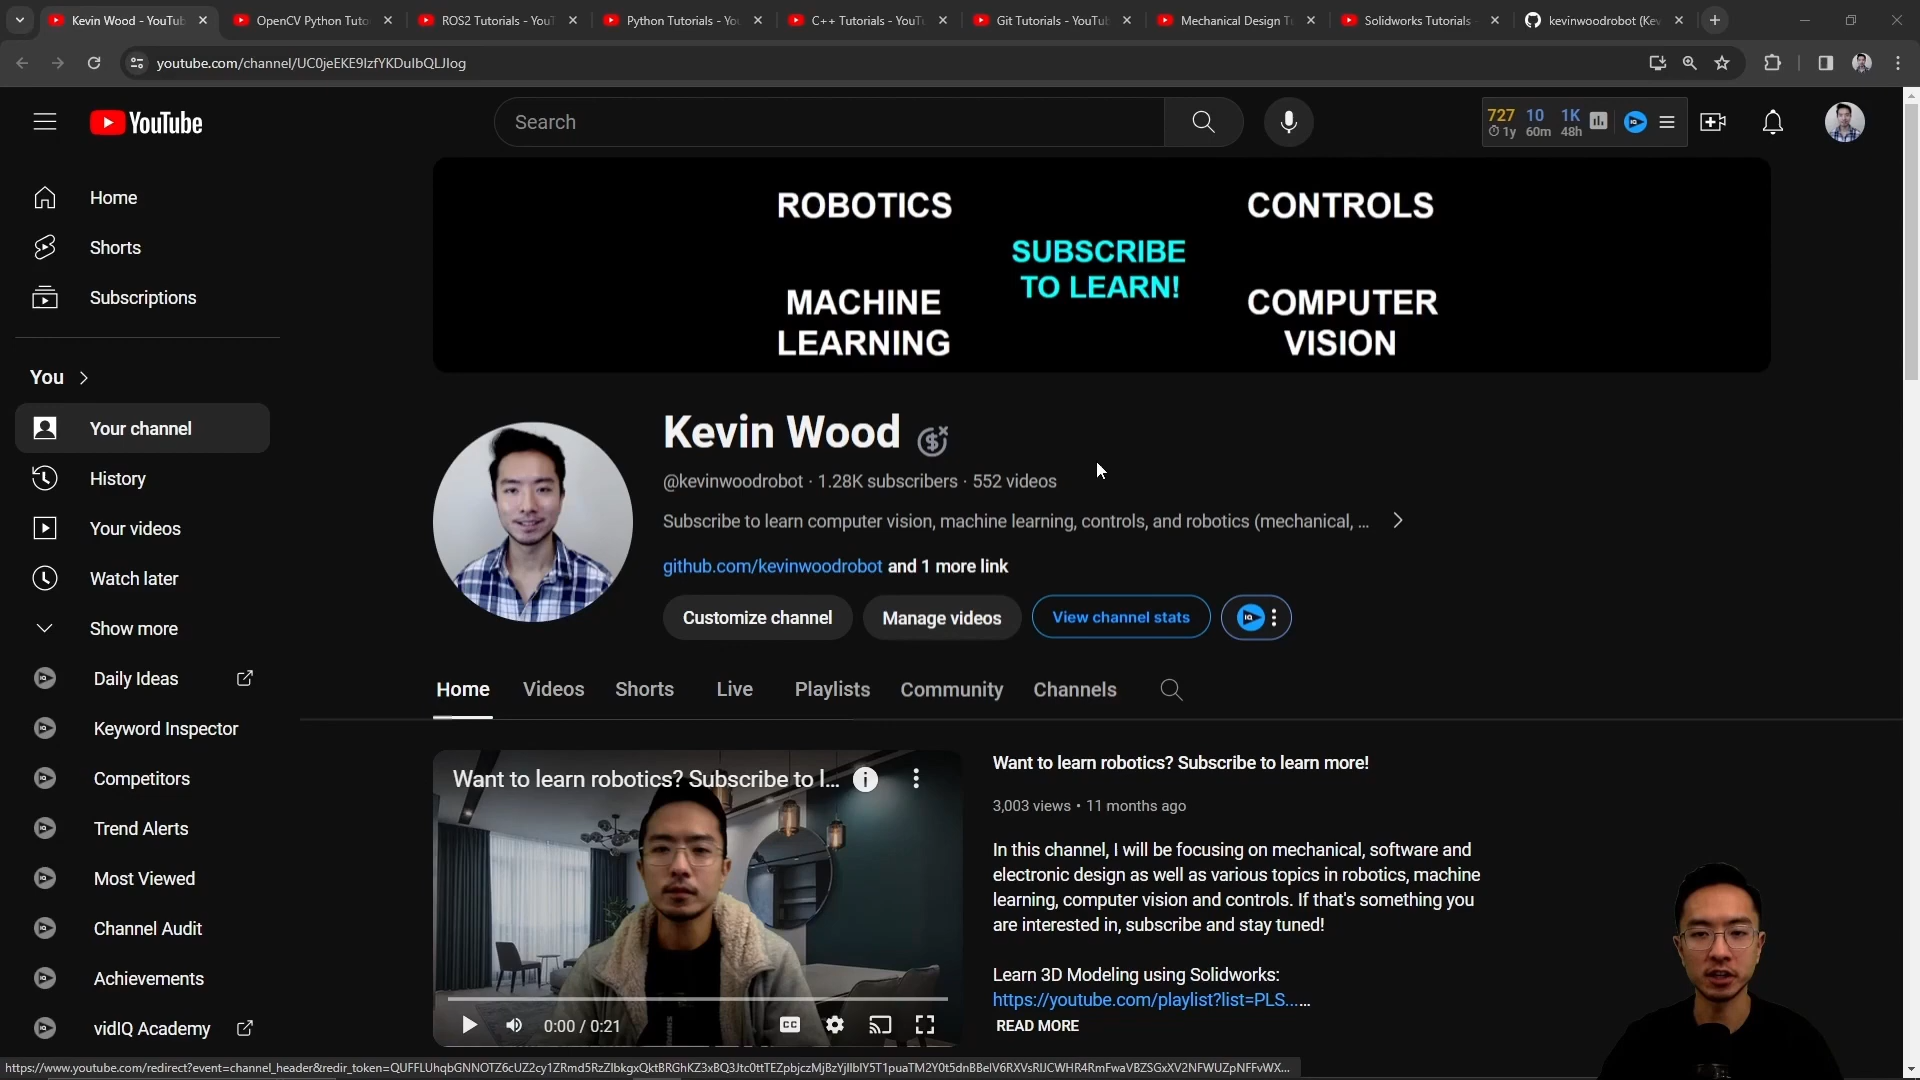 Kevin Wood - YouTub
OpenCV Python Tuto
ROS2 Tutorials - YouT
Python Tutorials - Yo
C++ Tutorials - YouTu
Git Tutorials - YouTub
Mechanical Design T
Solidworks Tutorials
kevinwoodrobot (Kev
youtube.com/channel/UC0jeEKE9IzfYKDuIbQLJIog
YouTube
Search
727 10 1K
1y 60m 48h
Home
Shorts
Subscriptions
You
Your channel
History
Your videos
Watch later
Show more
Daily Ideas
Keyword Inspector
Competitors
Trend Alerts
Most Viewed
Channel Audit
Achievements
vidIQ Academy
ROBOTICS
CONTROLS
SUBSCRIBE
TO LEARN!
MACHINE
LEARNING
COMPUTER
VISION
Kevin Wood
@kevinwoodrobot · 1.28K subscribers · 552 videos
Subscribe to learn computer vision, machine learning, controls, and robotics (mechanical, ...
github.com/kevinwoodrobot and 1 more link
Customize channel
Manage videos
View channel stats
Home
Videos
Shorts
Live
Playlists
Community
Channels
Want to learn robotics? Subscribe to l...
0:00 / 0:21
CC
Want to learn robotics? Subscribe to learn more!
3,003 views • 11 months ago
In this channel, I will be focusing on mechanical, software and
electronic design as well as various topics in robotics, machine
learning, computer vision and controls. If that's something you
are interested in, subscribe and stay tuned!
Learn 3D Modeling using Solidworks:
https://youtube.com/playlist?list=PLS......
READ MORE